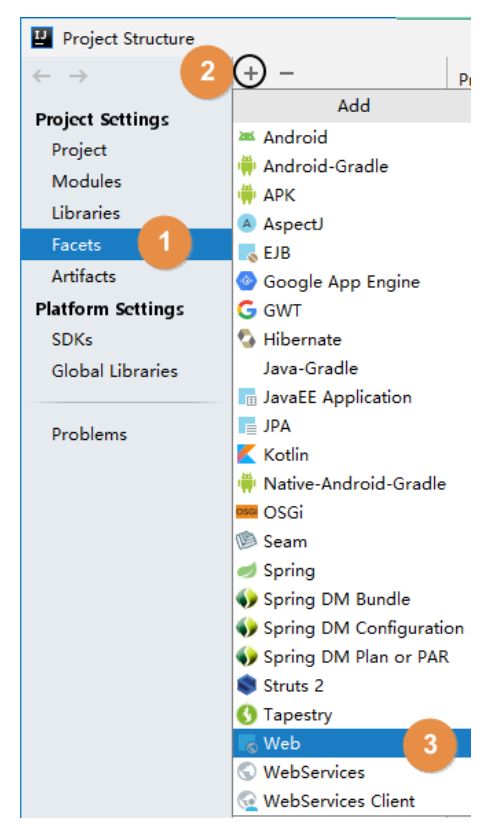 IJ
Project Structure
2
Project Settings
Project
Modules
Libraries
Facets
1
Artifacts
Platform Settings
SDKs
Global Libraries
Problems
Add
Android
Android-Gradle
APK
A AspectJ
EJB
Google App Engine
G GWT
Hibernate
Java-Gradle
JavaEE Application
JPA
Kotlin
Native-Android-Gradle
OSGi OSGi
Seam
Spring
Spring DM Bundle
Spring DM Configuration
Spring DM Plan or PAR
Struts 2
Tapestry
Web
3
WebServices
WebServices Client